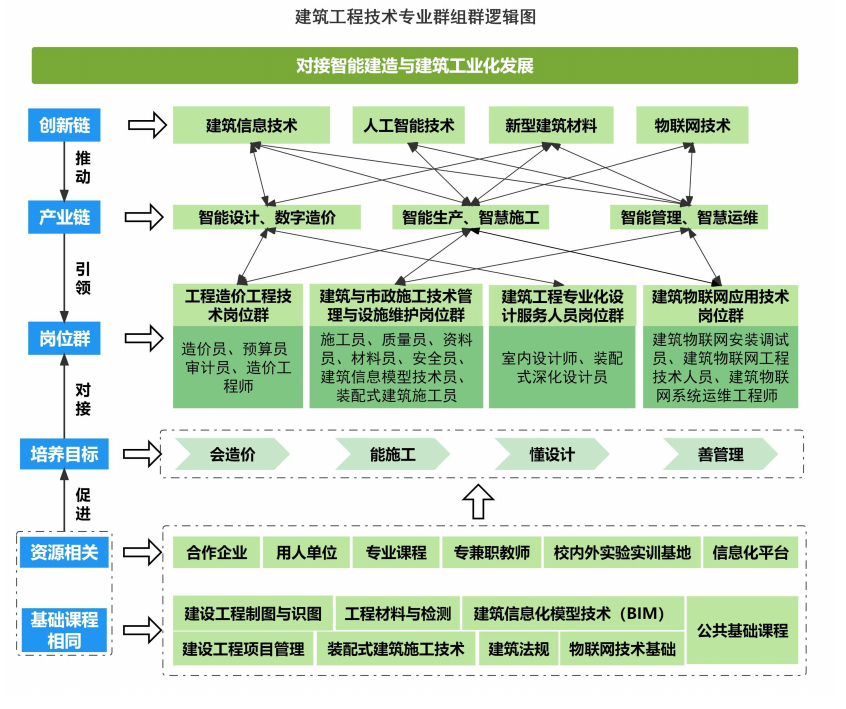 建筑工程技术专业群组群逻辑图
对接智能建造与建筑工业化发展
创新链
建筑信息技术
人工智能技术
新型建筑材料
物联网技术
推动
产业链
智能设计、数字造价
智能生产、智慧施工
智能管理、智慧运维
引领
岗位群
工程造价工程技
术岗位群
造价员、预算员
审计员、造价工
程师
建筑与市政施工技术管
理与设施维护岗位群
施工员、质量员、资料
员、材料员、安全员、
建筑信息模型技术员、
装配式建筑施工员
建筑工程专业化设
计服务人员岗位群
室内设计师、装配
式深化设计员
建筑物联网应用技术
岗位群
建筑物联网安装调试
员、建筑物联网工程
技术人员、建筑物联
网系统运维工程师
对接
培养目标
会造价
能施工
懂设计
善管理
促进
资源相关
合作企业
用人单位
专业课程
专兼职教师
校内外实验实训基地
信息化平台
基础课程
相同
建设工程制图与识图
工程材料与检测
建筑信息化模型技术（BIM）
公共基础课程
建设工程项目管理
装配式建筑施工技术
建筑法规
物联网技术基础